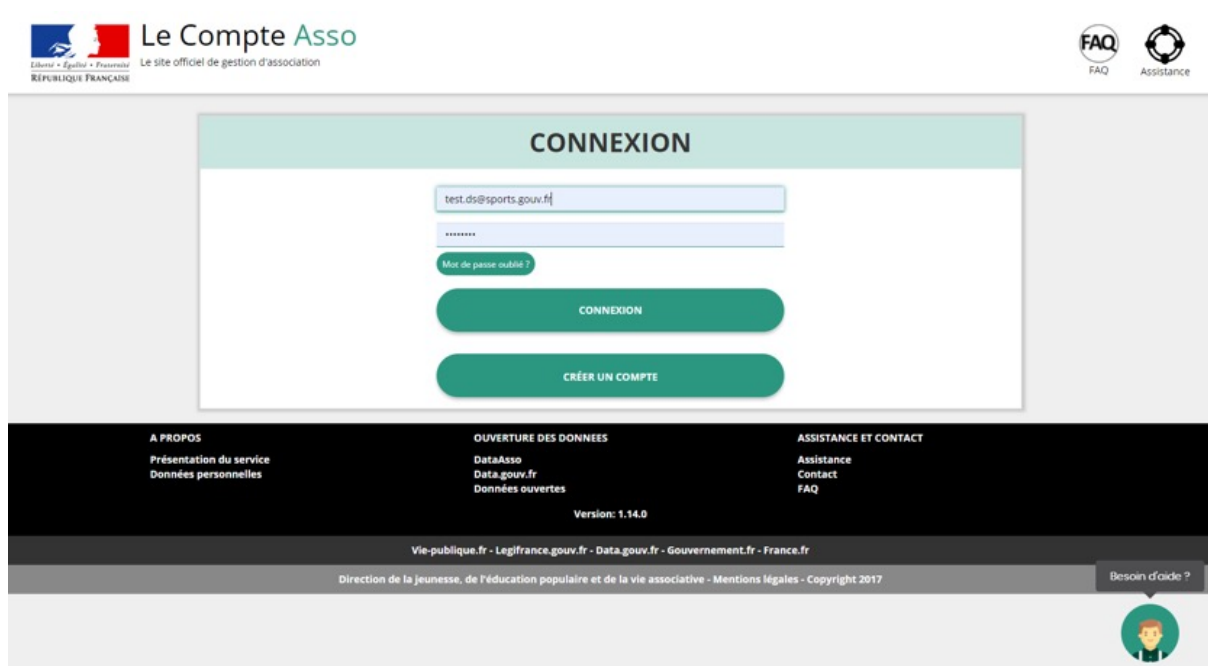 Le Compte Asso
Le site officiel de gestion d'association
Liberté • Égalité • Fraternité
RÉPUBLIQUE FRANÇAISE
FAQ
FAQ
Assistance
CONNEXION
test.ds@sports.gouv.fr
••••••••
Mot de passe oublié ?
CONNEXION
CRÉER UN COMPTE
A PROPOS
Présentation du service
Données personnelles
OUVERTURE DES DONNEES
DataAsso
Data.gouv.fr
Données ouvertes
ASSISTANCE ET CONTACT
Assistance
Contact
FAQ
Version: 1.14.0
Vie-publique.fr - Legifrance.gouv.fr - Data.gouv.fr - Gouvernement.fr - France.fr
Direction de la jeunesse, de l'éducation populaire et de la vie associative - Mentions légales - Copyright 2017
Besoin d'aide ?